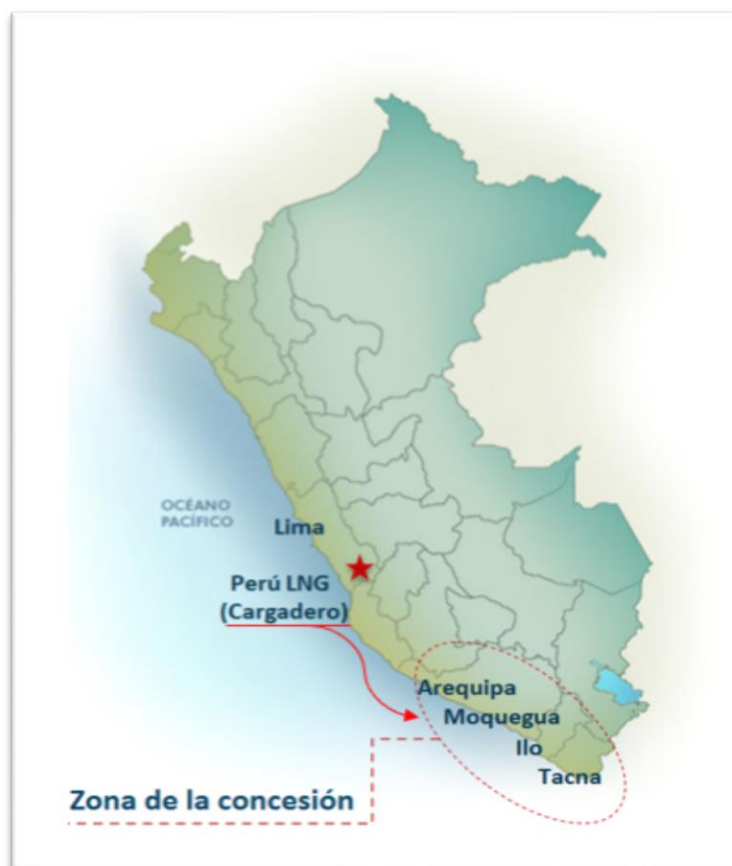 OCÉANO
PACÍFICO
Lima
Perú LNG
(Cargadero)
Arequipa
Moquegua
Ilo
Tacna
Zona de la concesión